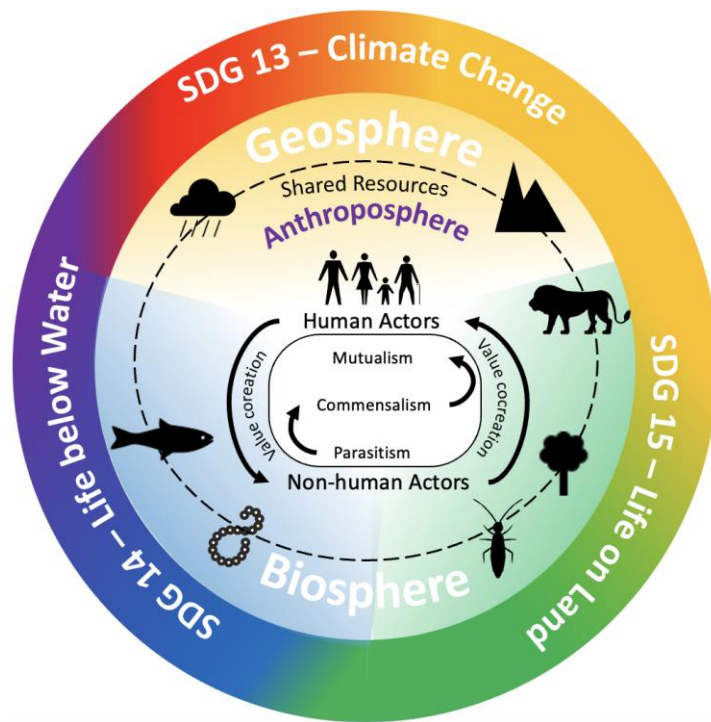 SDG 13 – Climate Change
Geosphere
Shared Resources
Anthroposphere
Human Actors
Mutualism
Commensalism
Parasitism
Value coreation
Value cocreation
Non-human Actors
Biosphere
SDG 14 – Life below Water
SDG 15 – Life on Land